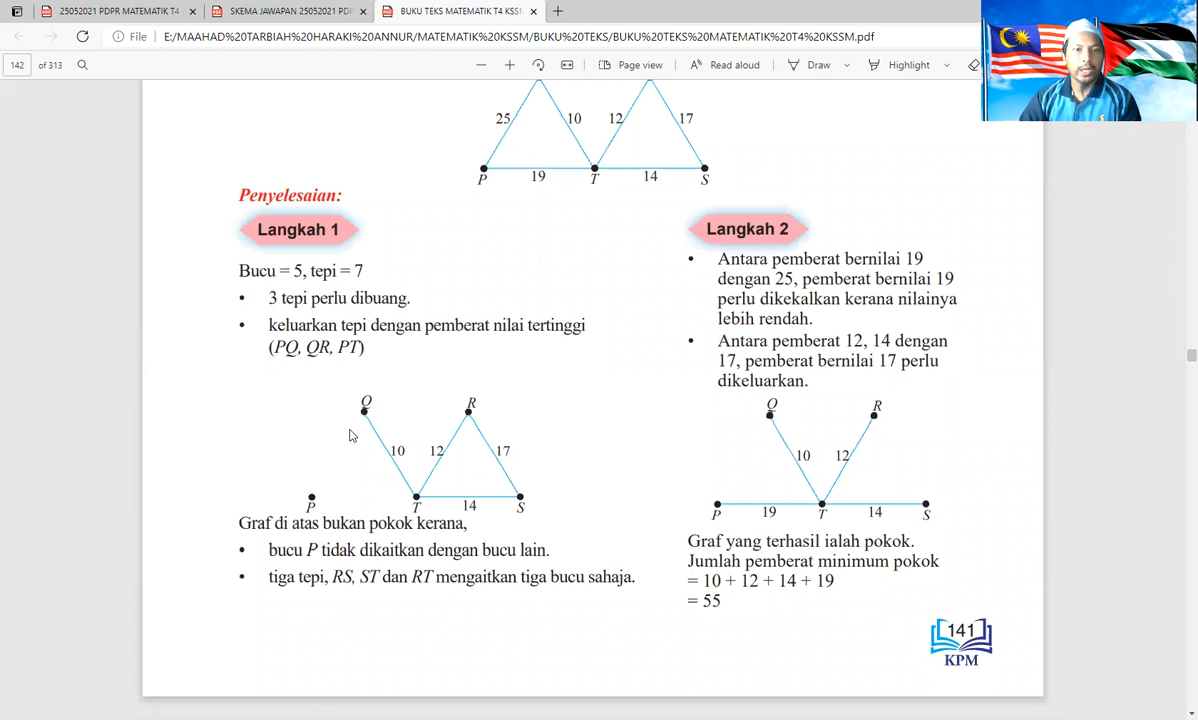 25052021 PDPR MATEMATIK T4
SKEMA JAWAPAN 25052021 PDF
BUKU TEKS MATEMATIK T4 KSSM
File E:/MAAHAD%20TARBIAH%20HARAKI%20ANNUR/MATEMATIK%20KSSM/BUKU%20TEKS/BUKU%20TEKS%20MATEMATIK%20T4%20KSSM.pdf
142 of 313
Page view
Read aloud
Draw
Highlight
25 10 12 17
P 19 T 14 S
Penyelesaian:
Langkah 1
Bucu = 5, tepi = 7
• 3 tepi perlu dibuang.
• keluarkan tepi dengan pemberat nilai tertinggi
(PQ, QR, PT)
Q R
10 12 17
P T 14 S
Graf di atas bukan pokok kerana,
• bucu P tidak dikaitkan dengan bucu lain.
• tiga tepi, RS, ST dan RT mengaitkan tiga bucu sahaja.
Langkah 2
• Antara pemberat bernilai 19
dengan 25, pemberat bernilai 19
perlu dikekalkan kerana nilainya
lebih rendah.
• Antara pemberat 12, 14 dengan
17, pemberat bernilai 17 perlu
dikeluarkan.
Q R
10 12
P 19 T 14 S
Graf yang terhasil ialah pokok.
Jumlah pemberat minimum pokok
= 10 + 12 + 14 + 19
= 55
141
KPM